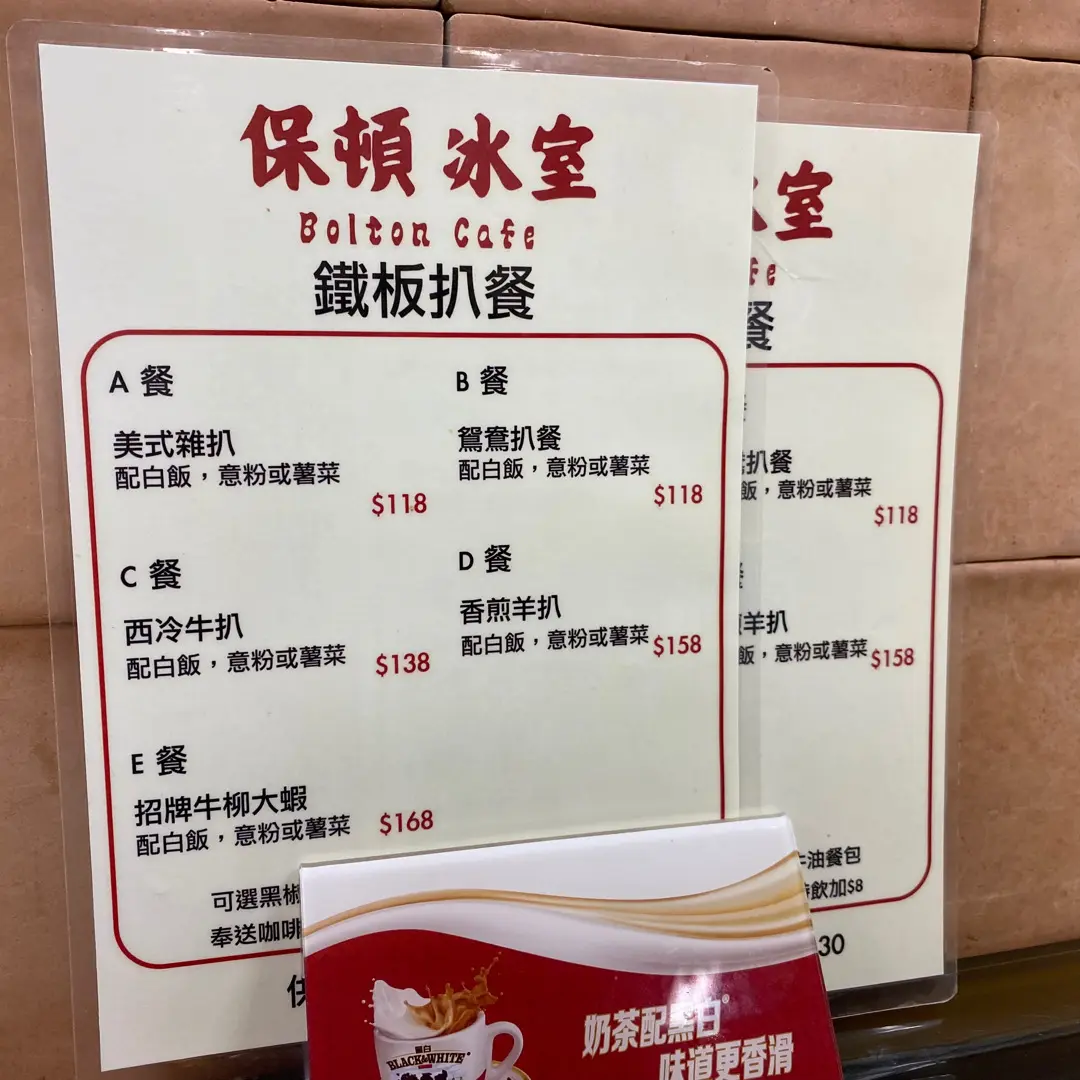 保頓冰室
Bolton Cafe
鐵板扒餐
A 餐
美式雜扒
配白飯,意粉或薯菜
$118
B 餐
鴛鴦扒餐
配白飯,意粉或薯菜
$118
C 餐
西冷牛扒
配白飯,意粉或薯菜
$138
D 餐
香煎羊扒
配白飯,意粉或薯菜
$158
E 餐
招牌牛柳大蝦
配白飯,意粉或薯菜
$168
可選黑椒
奉送咖啡
室
fe
餐
扒餐
飯,意粉或薯菜
$118
羊扒
飯,意粉或薯菜
$158
油餐包
飲加$8
30
黑白
BLACK&WHITE
奶茶配黑白®
味道更香滑